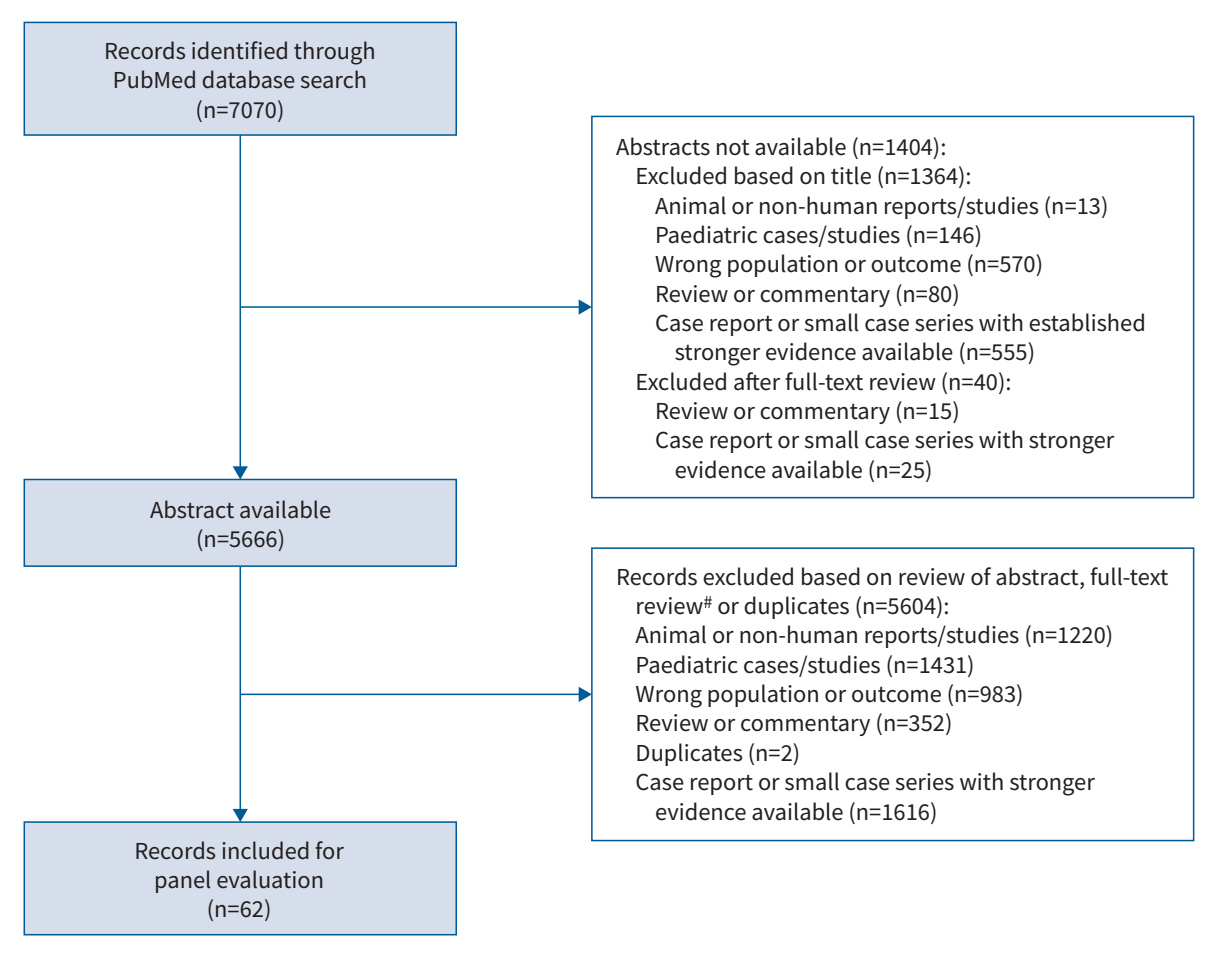 Records identified through
PubMed database search
(n=7070)
Abstracts not available (n=1404):
Excluded based on title (n=1364):
Animal or non-human reports/studies (n=13)
Paediatric cases/studies (n=146)
Wrong population or outcome (n=570)
Review or commentary (n=80)
Case report or small case series with established
stronger evidence available (n=555)
Excluded after full-text review (n=40):
Review or commentary (n=15)
Case report or small case series with stronger
evidence available (n=25)
Abstract available
(n=5666)
Records excluded based on review of abstract, full-text
review# or duplicates (n=5604):
Animal or non-human reports/studies (n=1220)
Paediatric cases/studies (n=1431)
Wrong population or outcome (n=983)
Review or commentary (n=352)
Duplicates (n=2)
Case report or small case series with stronger
evidence available (n=1616)
Records included for
panel evaluation
(n=62)